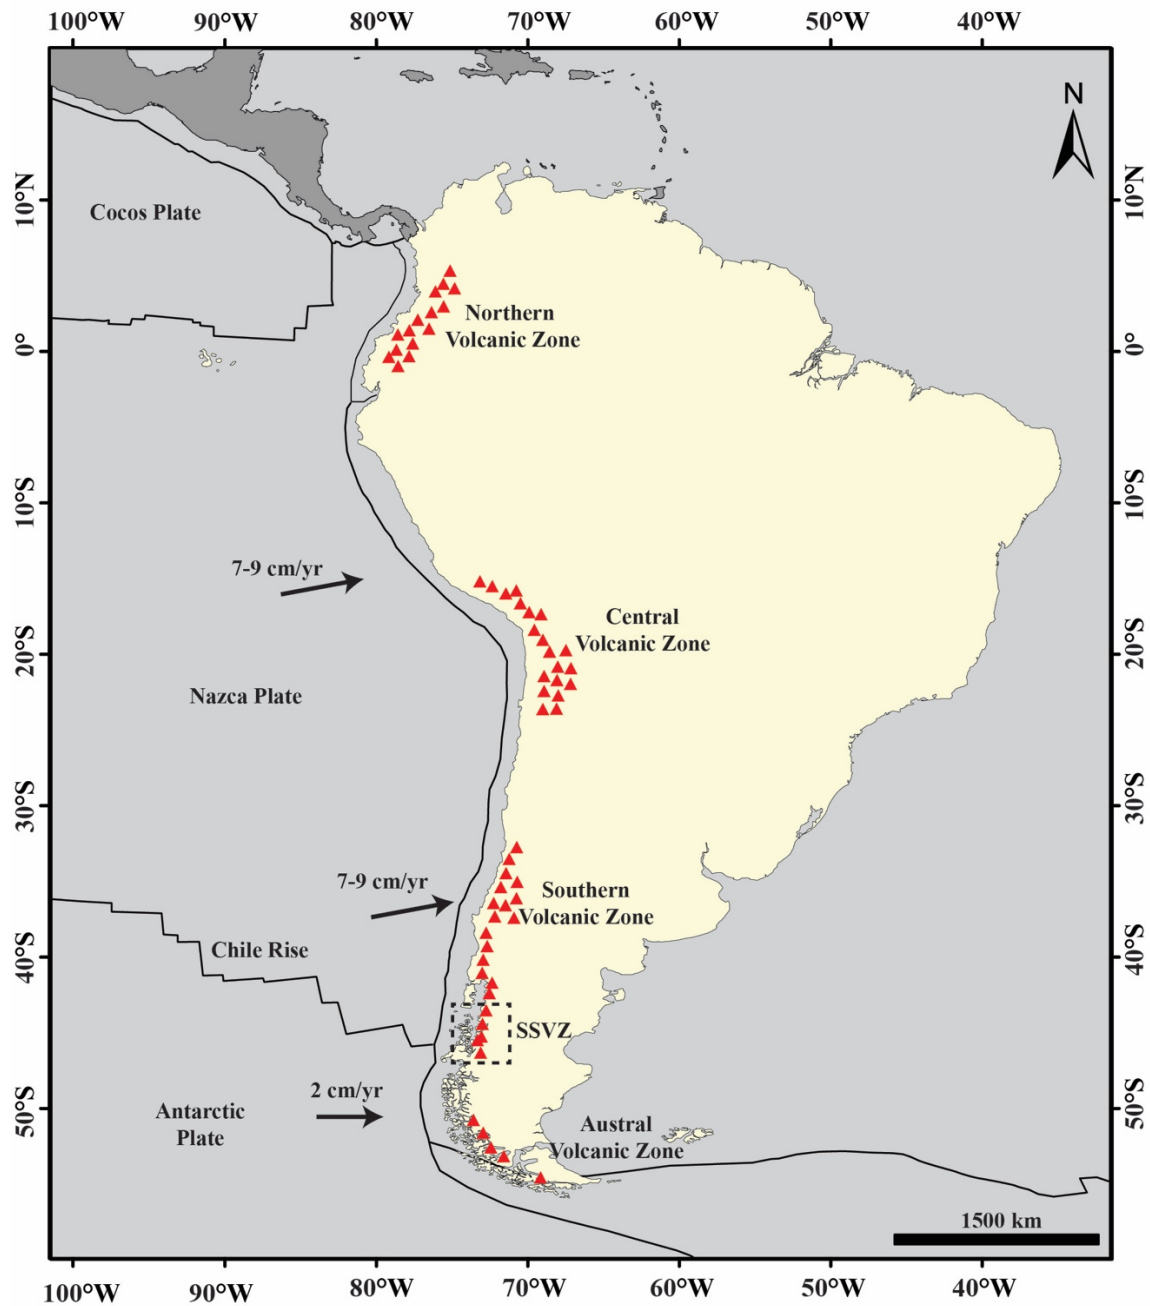 100°W 90°W 80°W 70°W 60°W 50°W 40°W
N
10°N
10°N
Cocos Plate
Northern
Volcanic Zone
0°
0°
10°S
10°S
7-9 cm/yr
Central
Volcanic Zone
20°S
20°S
Nazca Plate
30°S
30°S
7-9 cm/yr
Southern
Volcanic Zone
Chile Rise
40°S
40°S
SSVZ
2 cm/yr
50°S
50°S
Antarctic
Plate
Austral
Volcanic Zone
1500 km
100°W 90°W 80°W 70°W 60°W 50°W 40°W